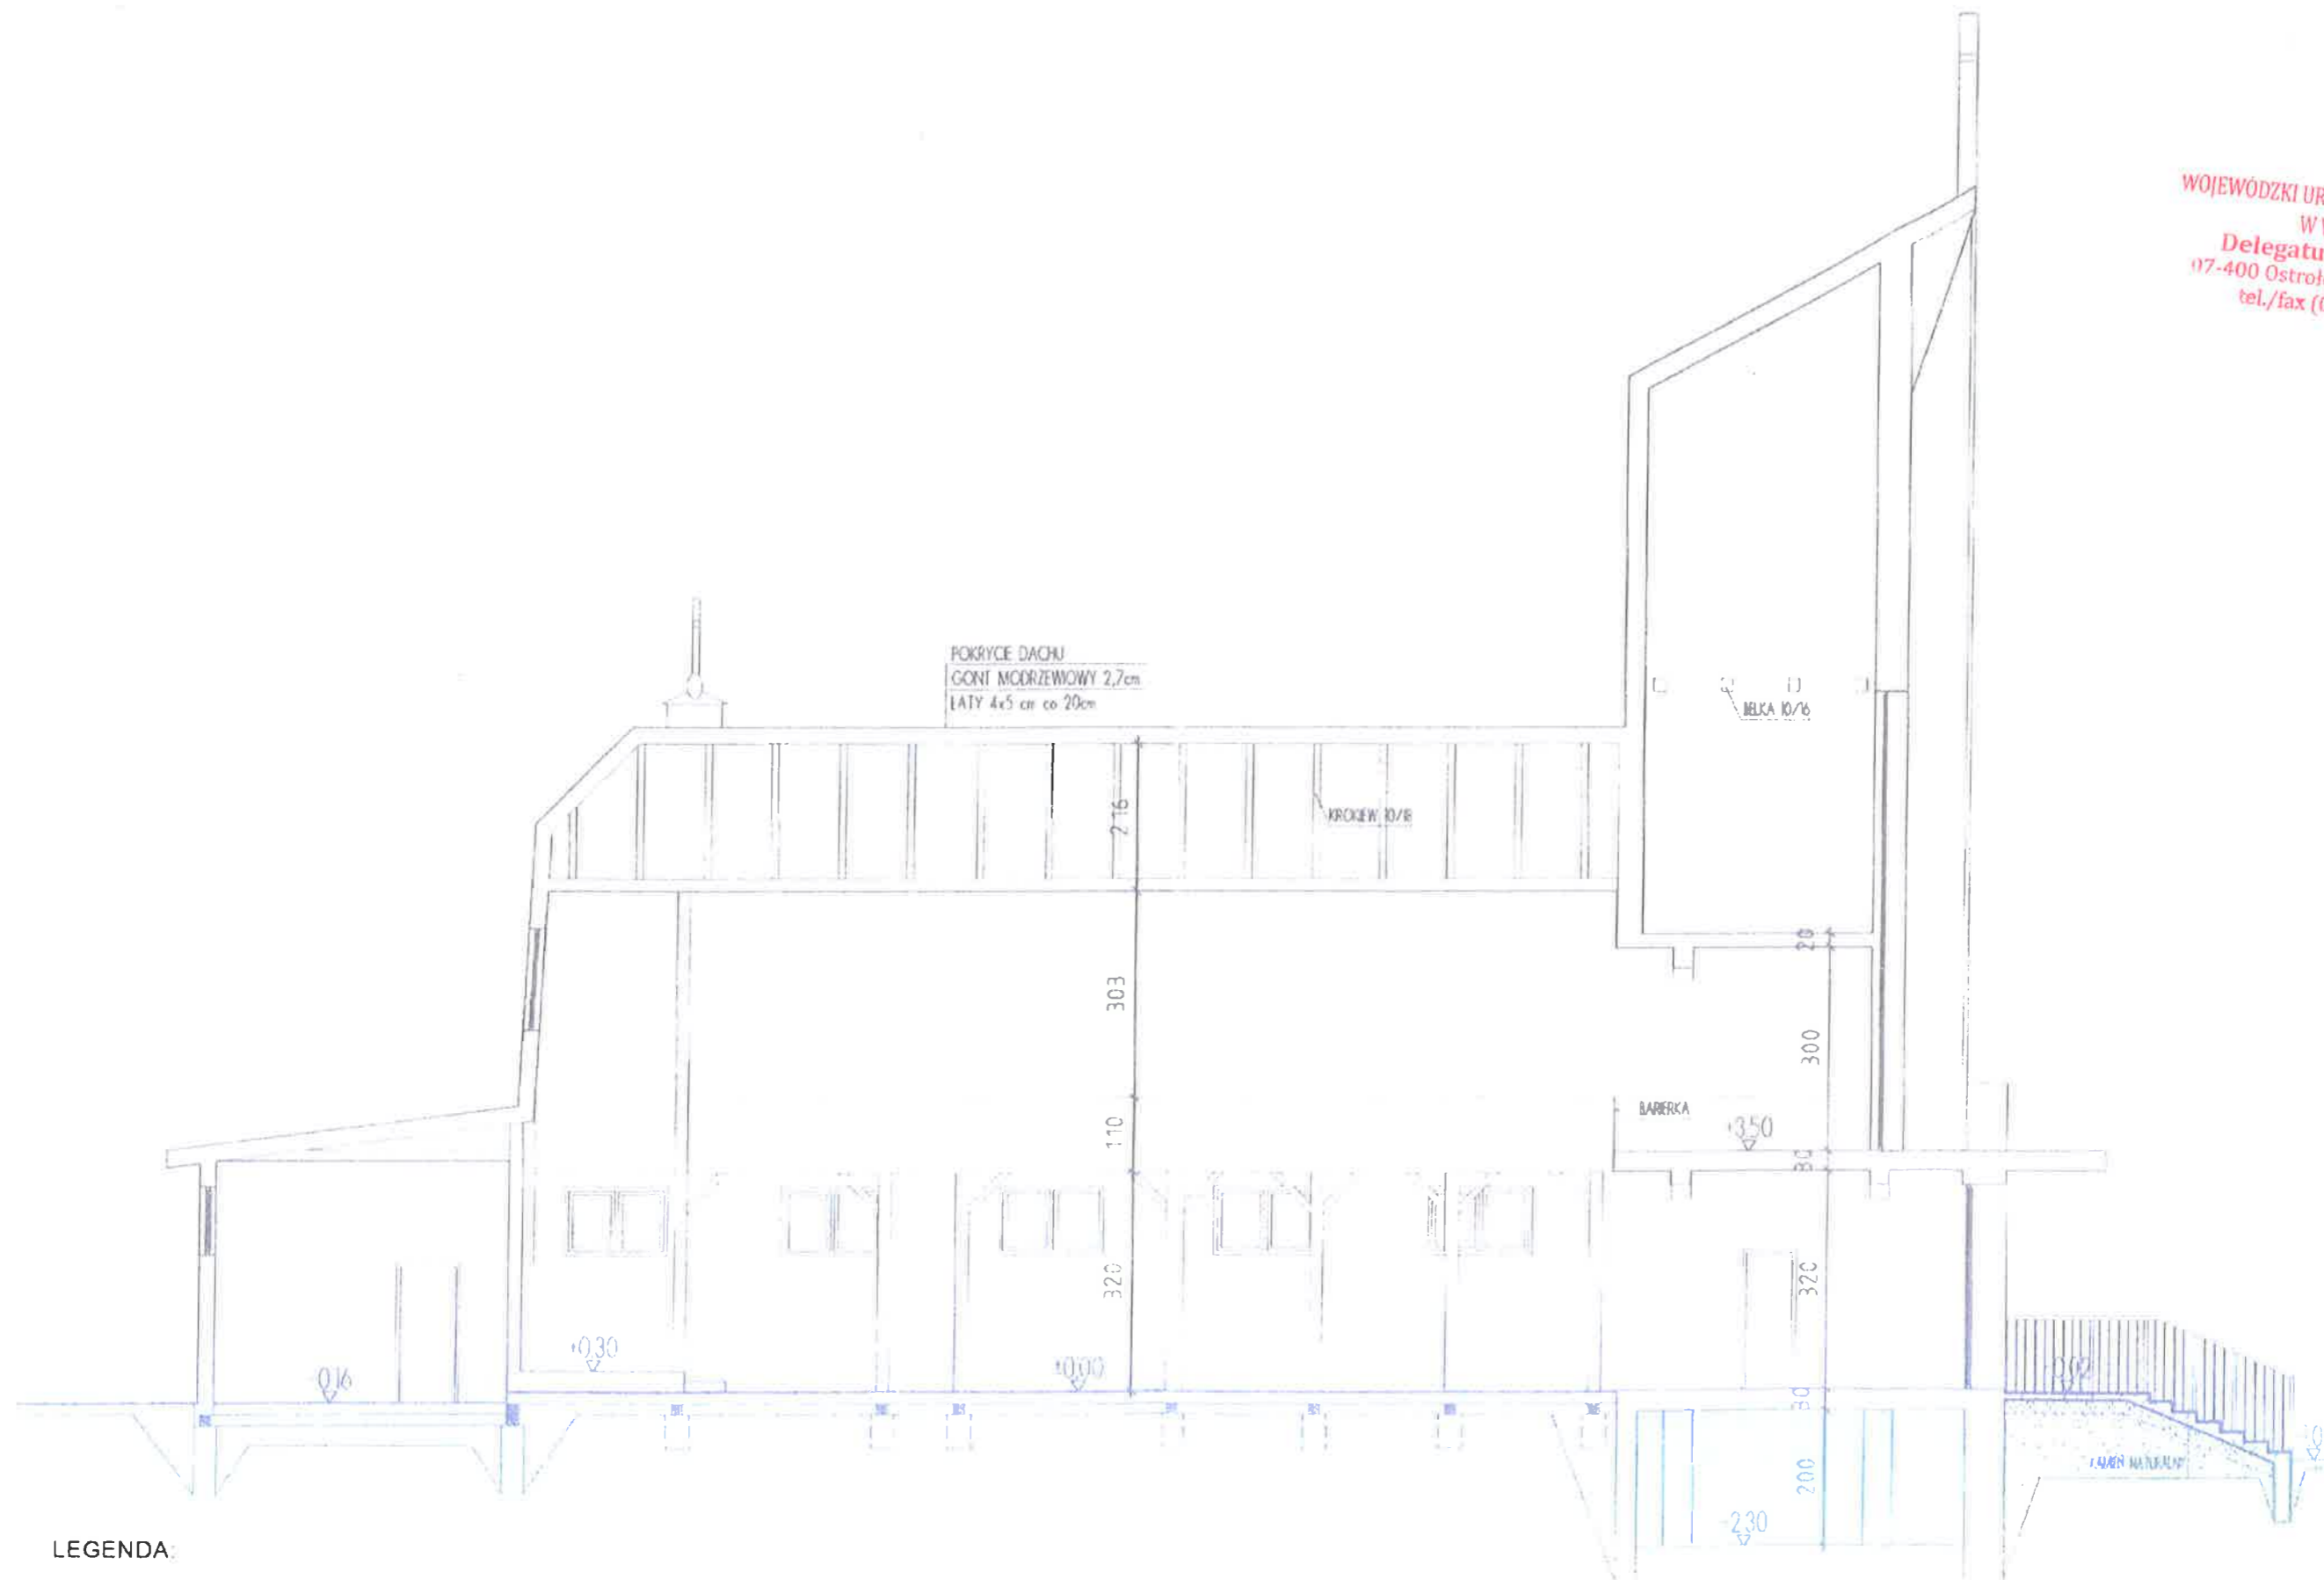 WOJEWÓDZKI UR
W
Delegatu
07-400 Ostroł
tel./fax (
POKRYCIE DACHU
GONT MODRZEWIOWY 2,7cm
ŁATY 4x5 cm co 20cm
BELKA 10/16
216
KROKIEW 10/18
20
303
300
BARIERKA
+3,50
110
30
320
320
+0,30
±0,00
0,16
30
KAMIEŃ NATURALNY
200
-2,30
LEGENDA: